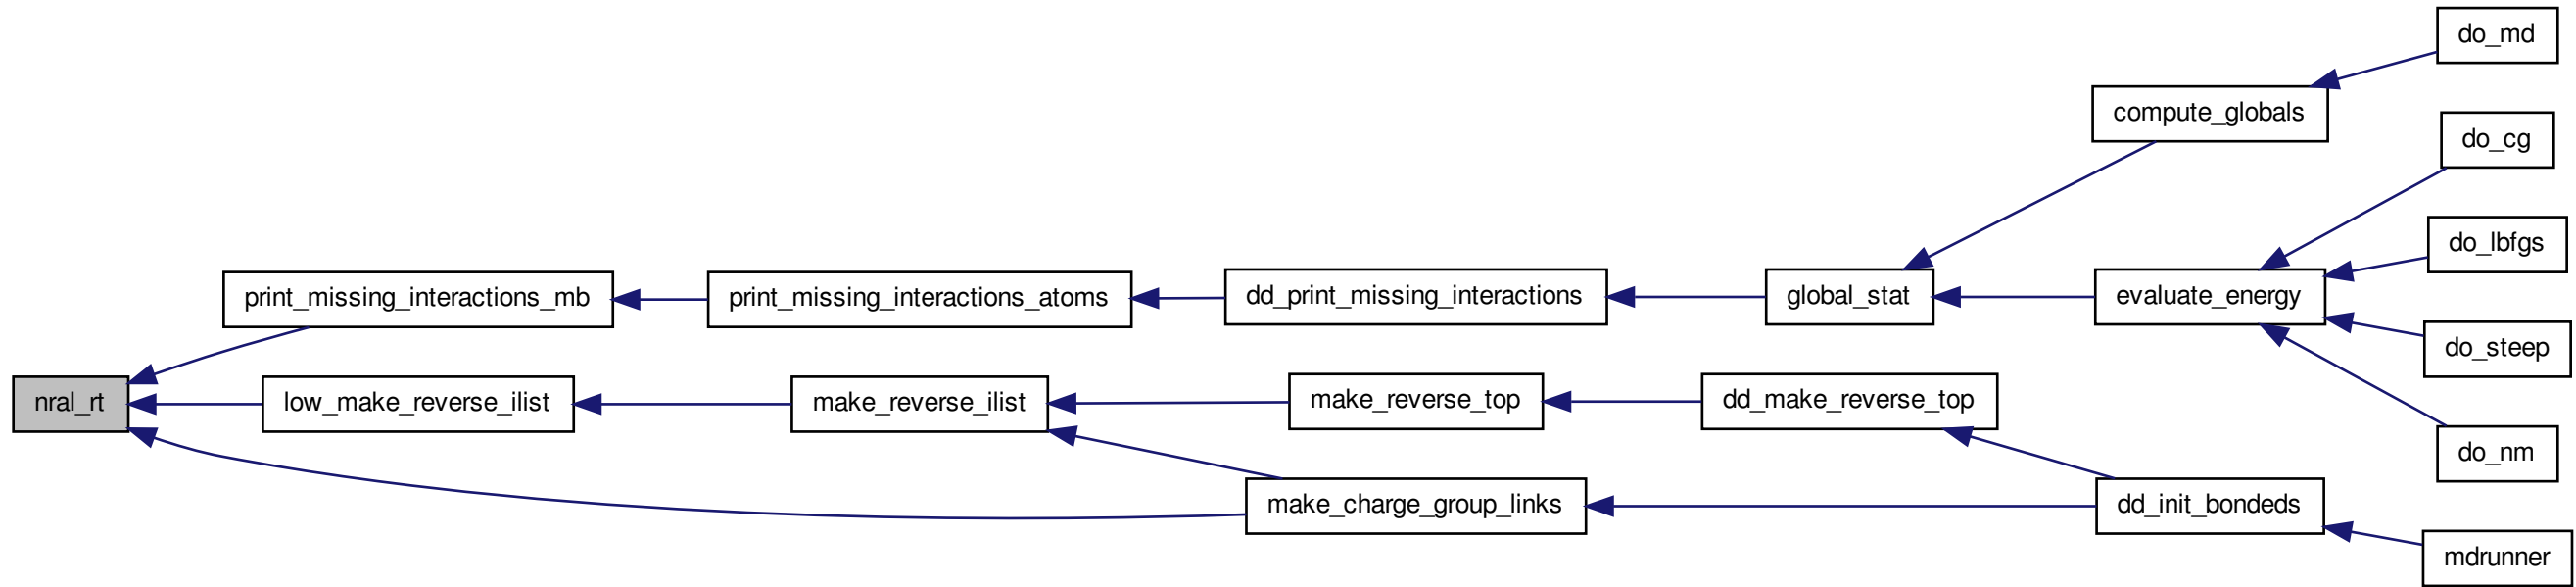 do_md
compute_globals
do_cg
do_lbfgs
print_missing_interactions_mb
print_missing_interactions_atoms
dd_print_missing_interactions
global_stat
evaluate_energy
do_steep
nral_rt
low_make_reverse_ilist
make_reverse_ilist
make_reverse_top
dd_make_reverse_top
do_nm
make_charge_group_links
dd_init_bondeds
mdrunner